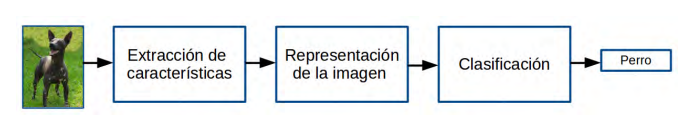 Extracción de
características
Representación
de la imagen
Clasificación
Perro